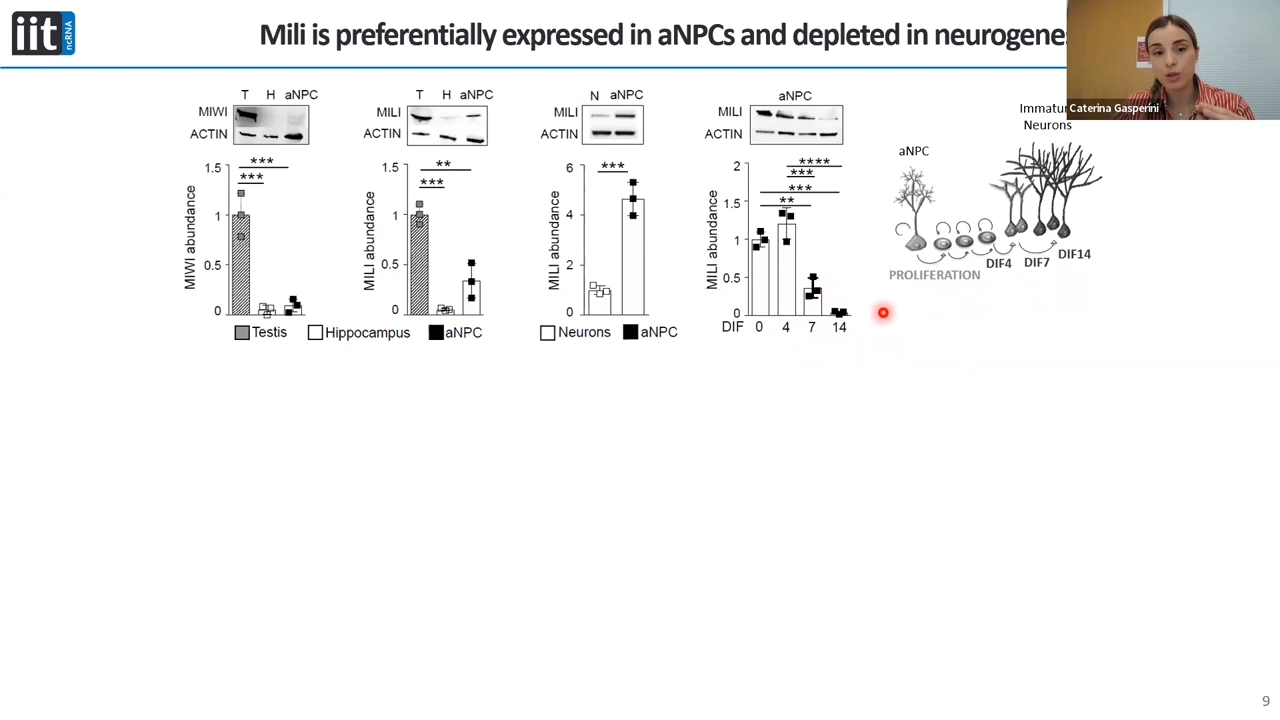 iit
ncRNA
Mili is preferentially expressed in aNPCs and depleted in
Caterina Gasperini
T H aNPC
MIWI
ACTIN
1.5
1
0.5
0
MIWI abundance
***
***
T H aNPC
MILI
ACTIN
1.5
1
0.5
0
MILI abundance
**
***
Testis
Hippocampus
aNPC
N aNPC
MILI
ACTIN
6
4
2
0
MILI abundance
***
Neurons
aNPC
aNPC
MILI
ACTIN
2
1.5
1
0.5
0
MILI abundance
****
***
***
**
DIF 0 4 7 14
Neurons
aNPC
PROLIFERATION
DIF4
DIF7
DIF14
9